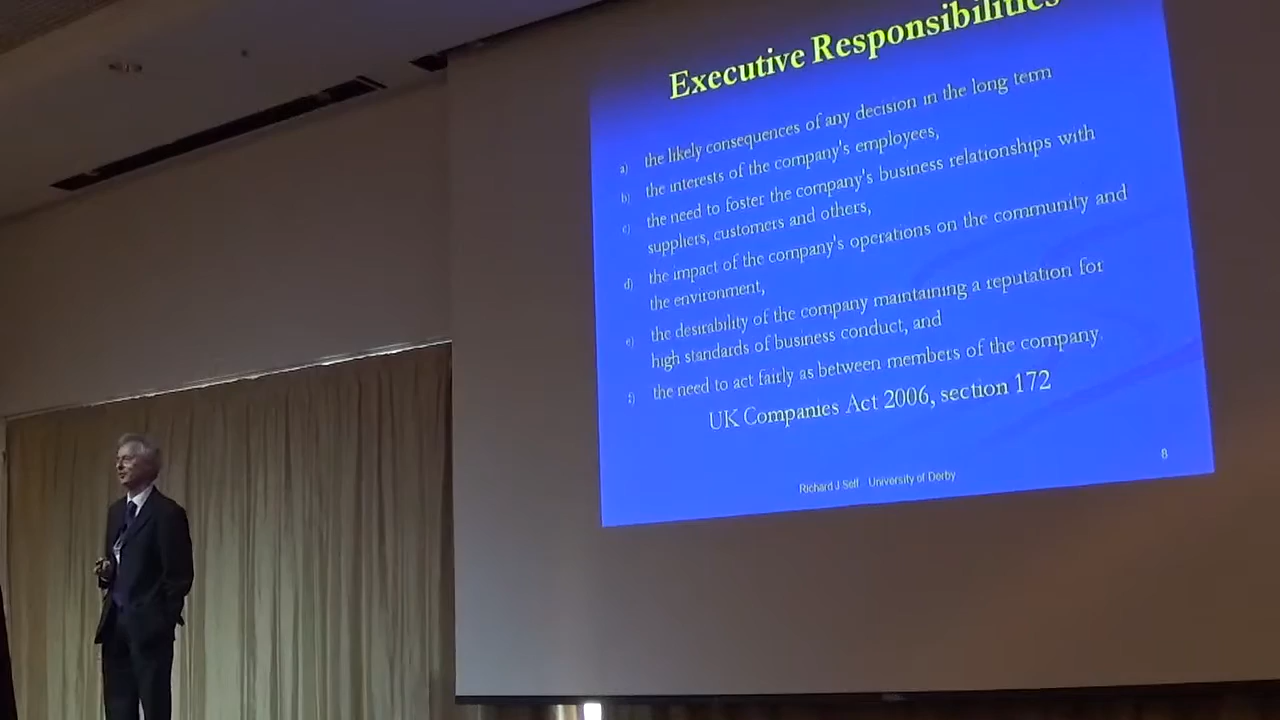 Executive Responsibilities
a) the likely consequences of any decision in the long term
b) the interests of the company's employees,
c) the need to foster the company's business relationships with
suppliers, customers and others,
d) the impact of the company's operations on the community and
the environment,
e) the desirability of the company maintaining a reputation for
high standards of business conduct, and
f) the need to act fairly as between members of the company.
UK Companies Act 2006, section 172
Richard J Self University of Derby
8